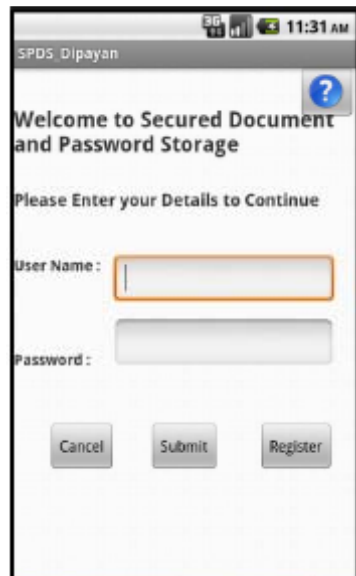 3G 11:31 AM
SPDS_Dipayan
?
Welcome to Secured Document
and Password Storage
Please Enter your Details to Continue
User Name :
Password :
Cancel Submit Register